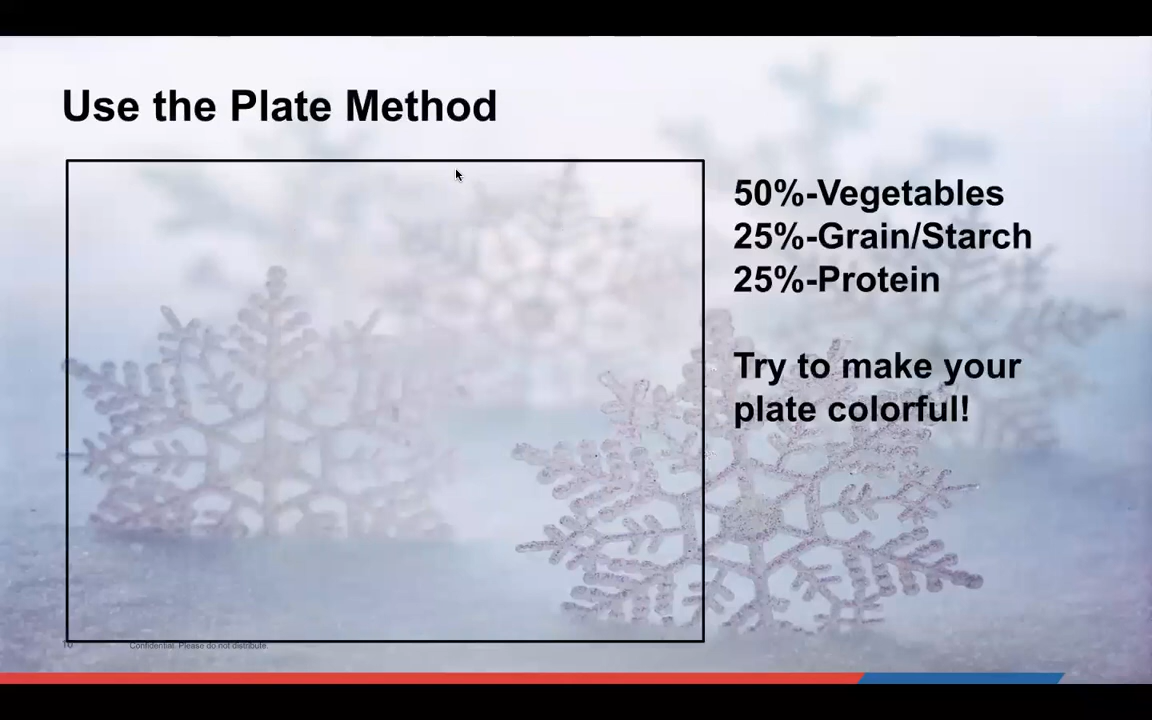 Use the Plate Method
50%-Vegetables
25%-Grain/Starch
25%-Protein
Try to make your
plate colorful!
10 Confidential. Please do not distribute.